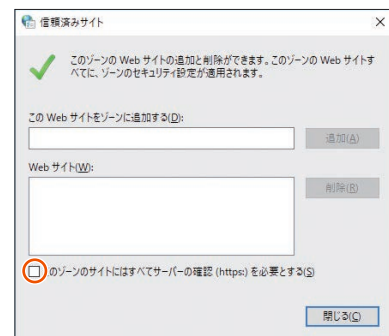 信頼済みサイト
このゾーンの Web サイトの追加と削除ができます。このゾーンの Web サイトす
べてに、ゾーンのセキュリティ設定が適用されます。
この Web サイトをゾーンに追加する(D):
追加(A)
Web サイト(W):
削除(R)
のゾーンのサイトにはすべてサーバーの確認 (https:) を必要とする(S)
閉じる(C)